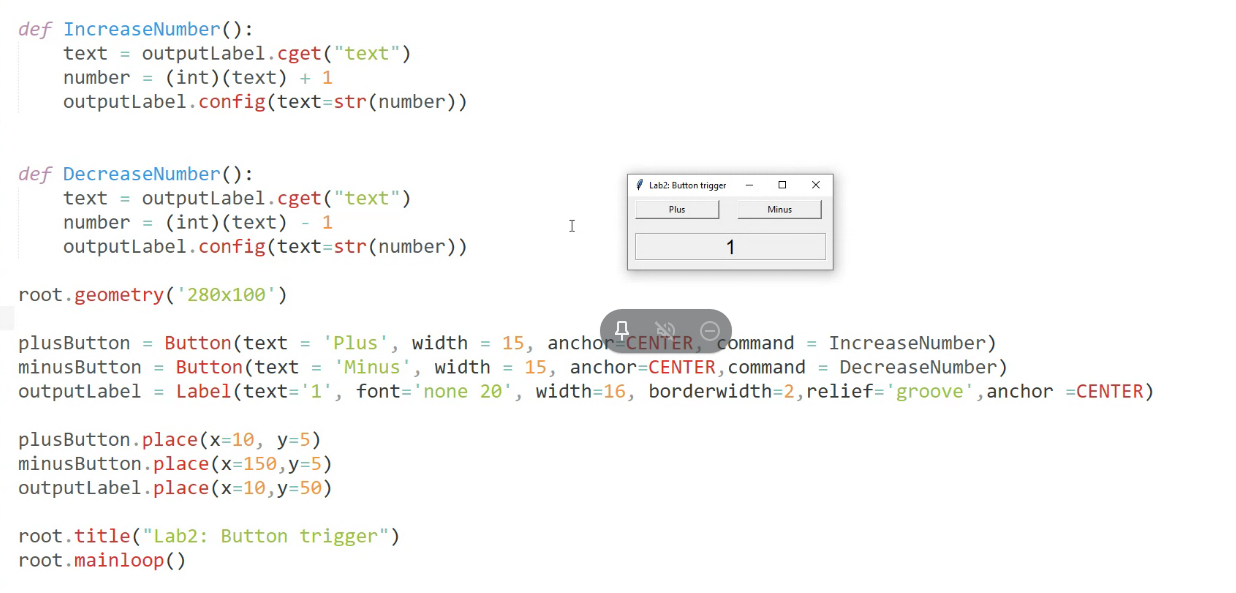 def IncreaseNumber():
    text = outputLabel.cget("text")
    number = (int)(text) + 1
    outputLabel.config(text=str(number))
def DecreaseNumber():
    text = outputLabel.cget("text")
    number = (int)(text) - 1
    outputLabel.config(text=str(number))
Lab2: Button trigger
Plus Minus
1
root.geometry('280x100')
plusButton = Button(text = 'Plus', width = 15, anchor=CENTER, command = IncreaseNumber)
minusButton = Button(text = 'Minus', width = 15, anchor=CENTER,command = DecreaseNumber)
outputLabel = Label(text='1', font='none 20', width=16, borderwidth=2,relief='groove',anchor =CENTER)
plusButton.place(x=10, y=5)
minusButton.place(x=150,y=5)
outputLabel.place(x=10,y=50)
root.title("Lab2: Button trigger")
root.mainloop()